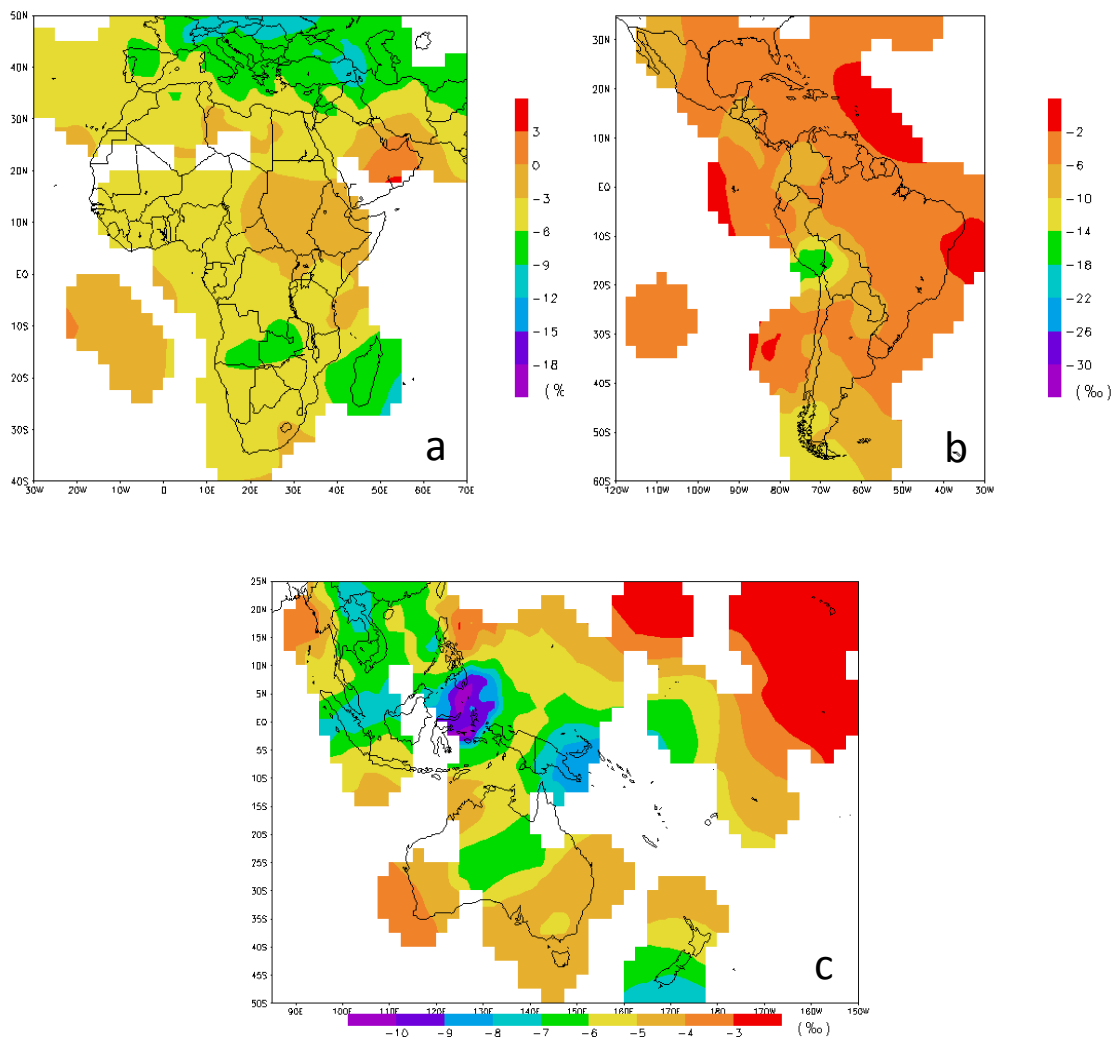 50N
40N
30N
20N
10N
EQ
10S
20S
30S
40S
30W 20W 10W 0 10E 20E 30E 40E 50E 60E 70E
3
0
-3
-6
-9
-12
-15
-18
(%
a
30N
20N
10N
EQ
10S
20S
30S
40S
50S
60S
120W 110W 100W 90W 80W 70W 60W 50W 40W 30W
-2
-6
-10
-14
-18
-22
-26
-30
(‰)
b
25N
20N
15N
10N
5N
EQ
5S
10S
15S
20S
25S
30S
35S
40S
45S
50S
90E 100E 110E 120E 130E 140E 150E 160E 170E 180 170W 160W 150W
-10 -9 -8 -7 -6 -5 -4 -3 (‰)
c